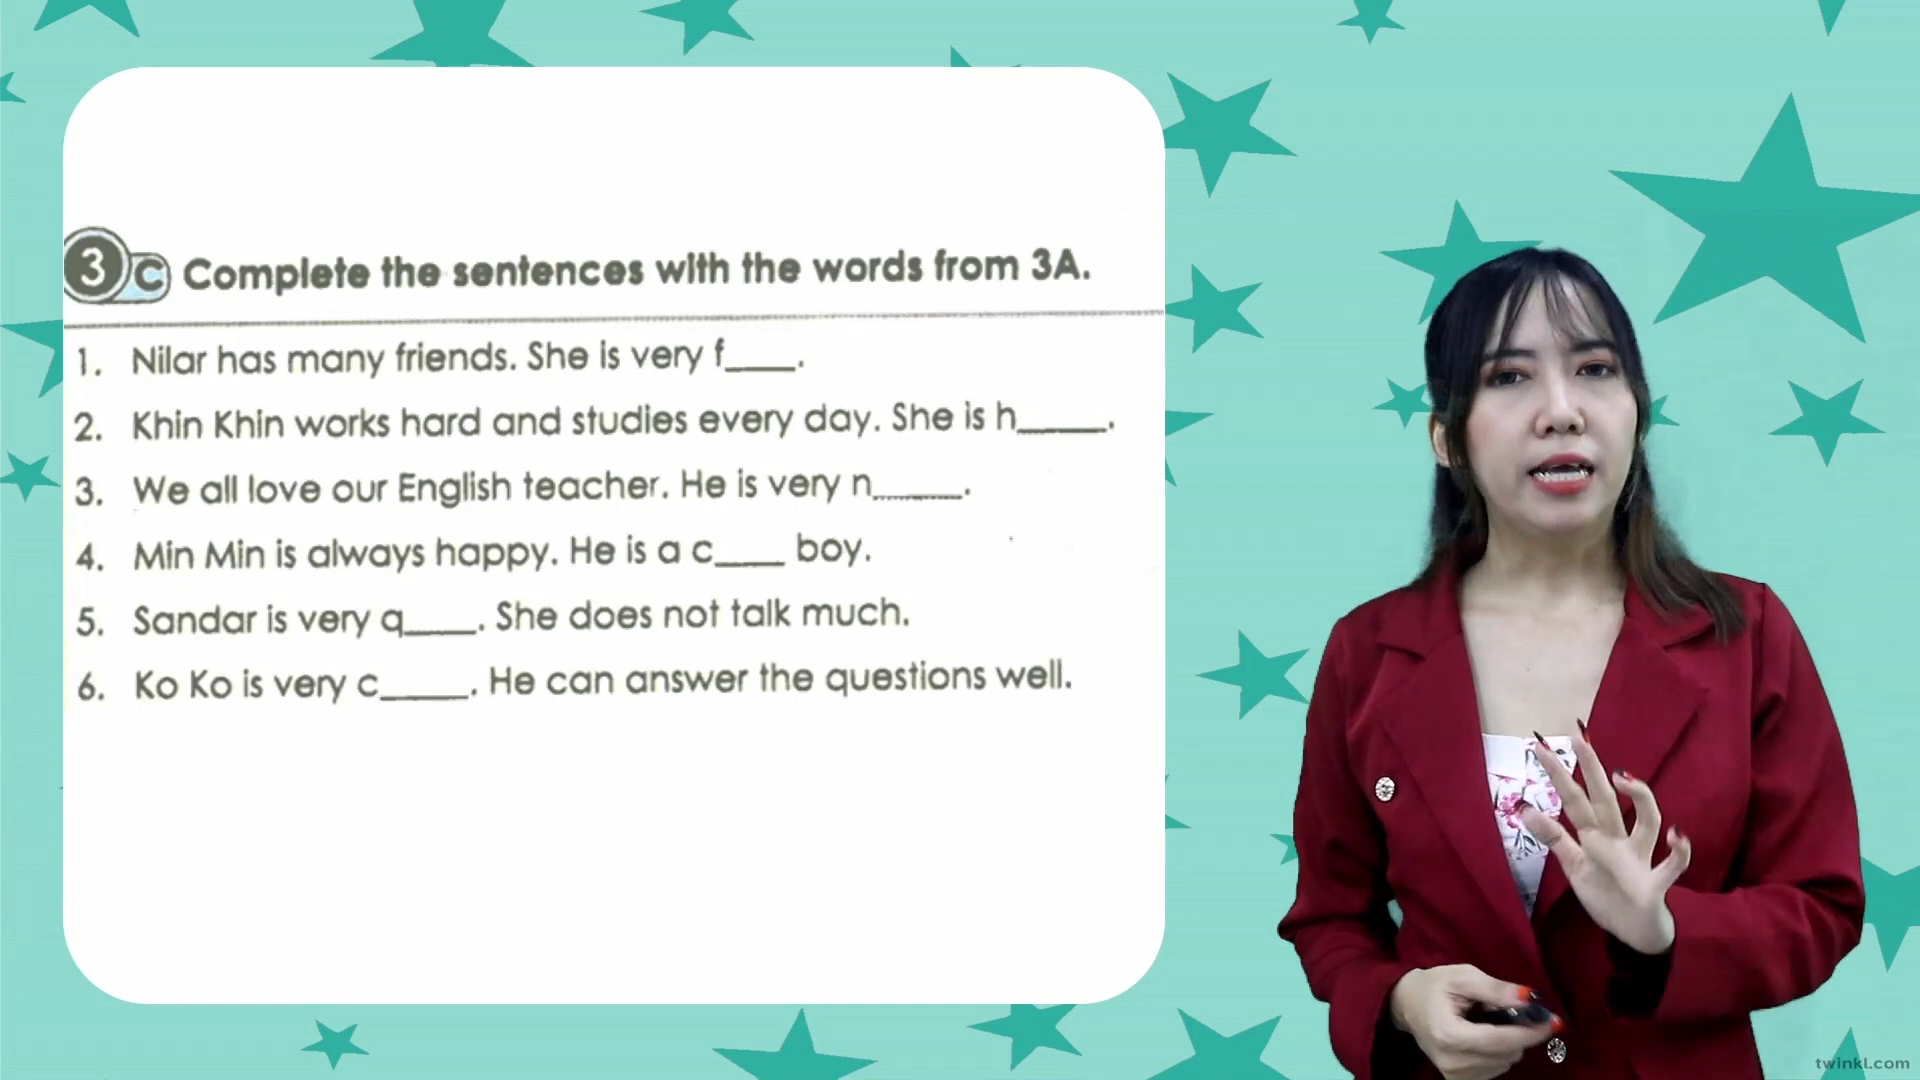 3 C Complete the sentences with the words from 3A.
1. Nilar has many friends. She is very f____.
2. Khin Khin works hard and studies every day. She is h_____.
3. We all love our English teacher. He is very n_____.
4. Min Min is always happy. He is a c____ boy.
5. Sandar is very q____. She does not talk much.
6. Ko Ko is very c_____. He can answer the questions well.
twinkl.com